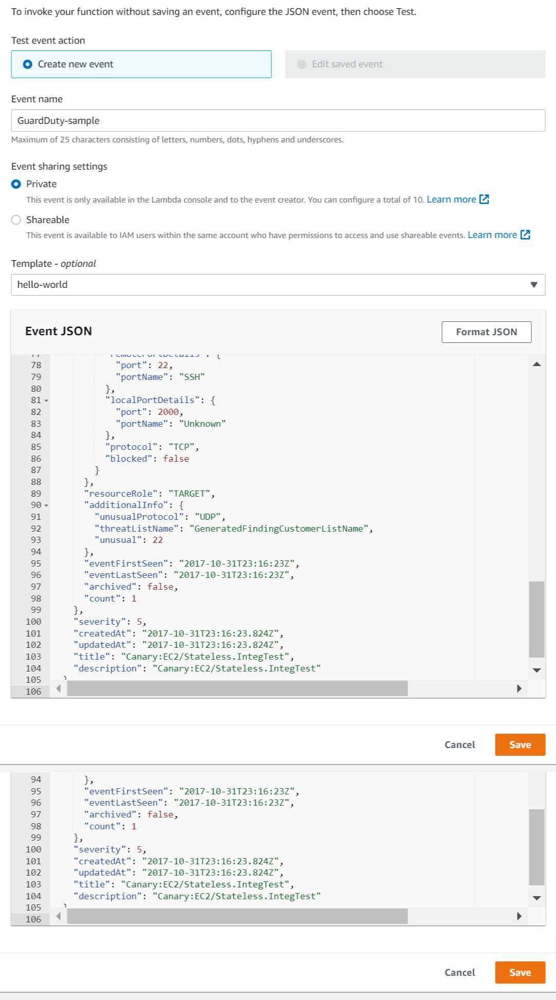 To invoke your function without saving an event, configure the JSON event, then choose Test.
Test event action
Create new event
Edit saved event
Event name
GuardDuty-sample
Maximum of 25 characters consisting of letters, numbers, dots, hyphens and underscores.
Event sharing settings
Private
This event is only available in the Lambda console and to the event creator. You can configure a total of 10. Learn more
Shareable
This event is available to IAM users within the same account who have permissions to access and use shareable events. Learn more
Template - optional
hello-world
Event JSON
Format JSON
77 "remotePortDetails": {
78 "port": 22,
79 "portName": "SSH"
80 },
81 "localPortDetails": {
82 "port": 2000,
83 "portName": "Unknown"
84 },
85 "protocol": "TCP",
86 "blocked": false
87 }
88 },
89 "resourceRole": "TARGET",
90 "additionalInfo": {
91 "unusualProtocol": "UDP",
92 "threatListName": "GeneratedFindingCustomerListName",
93 "unusual": 22
94 },
95 "eventFirstSeen": "2017-10-31T23:16:23Z",
96 "eventLastSeen": "2017-10-31T23:16:23Z",
97 "archived": false,
98 "count": 1
99 },
100 "severity": 5,
101 "createdAt": "2017-10-31T23:16:23.824Z",
102 "updatedAt": "2017-10-31T23:16:23.824Z",
103 "title": "Canary:EC2/Stateless.IntegTest",
104 "description": "Canary:EC2/Stateless.IntegTest"
105 }
106
Cancel
Save
94 },
95 "eventFirstSeen": "2017-10-31T23:16:23Z",
96 "eventLastSeen": "2017-10-31T23:16:23Z",
97 "archived": false,
98 "count": 1
99 },
100 "severity": 5,
101 "createdAt": "2017-10-31T23:16:23.824Z",
102 "updatedAt": "2017-10-31T23:16:23.824Z",
103 "title": "Canary:EC2/Stateless.IntegTest",
104 "description": "Canary:EC2/Stateless.IntegTest"
105 }
106
Cancel
Save